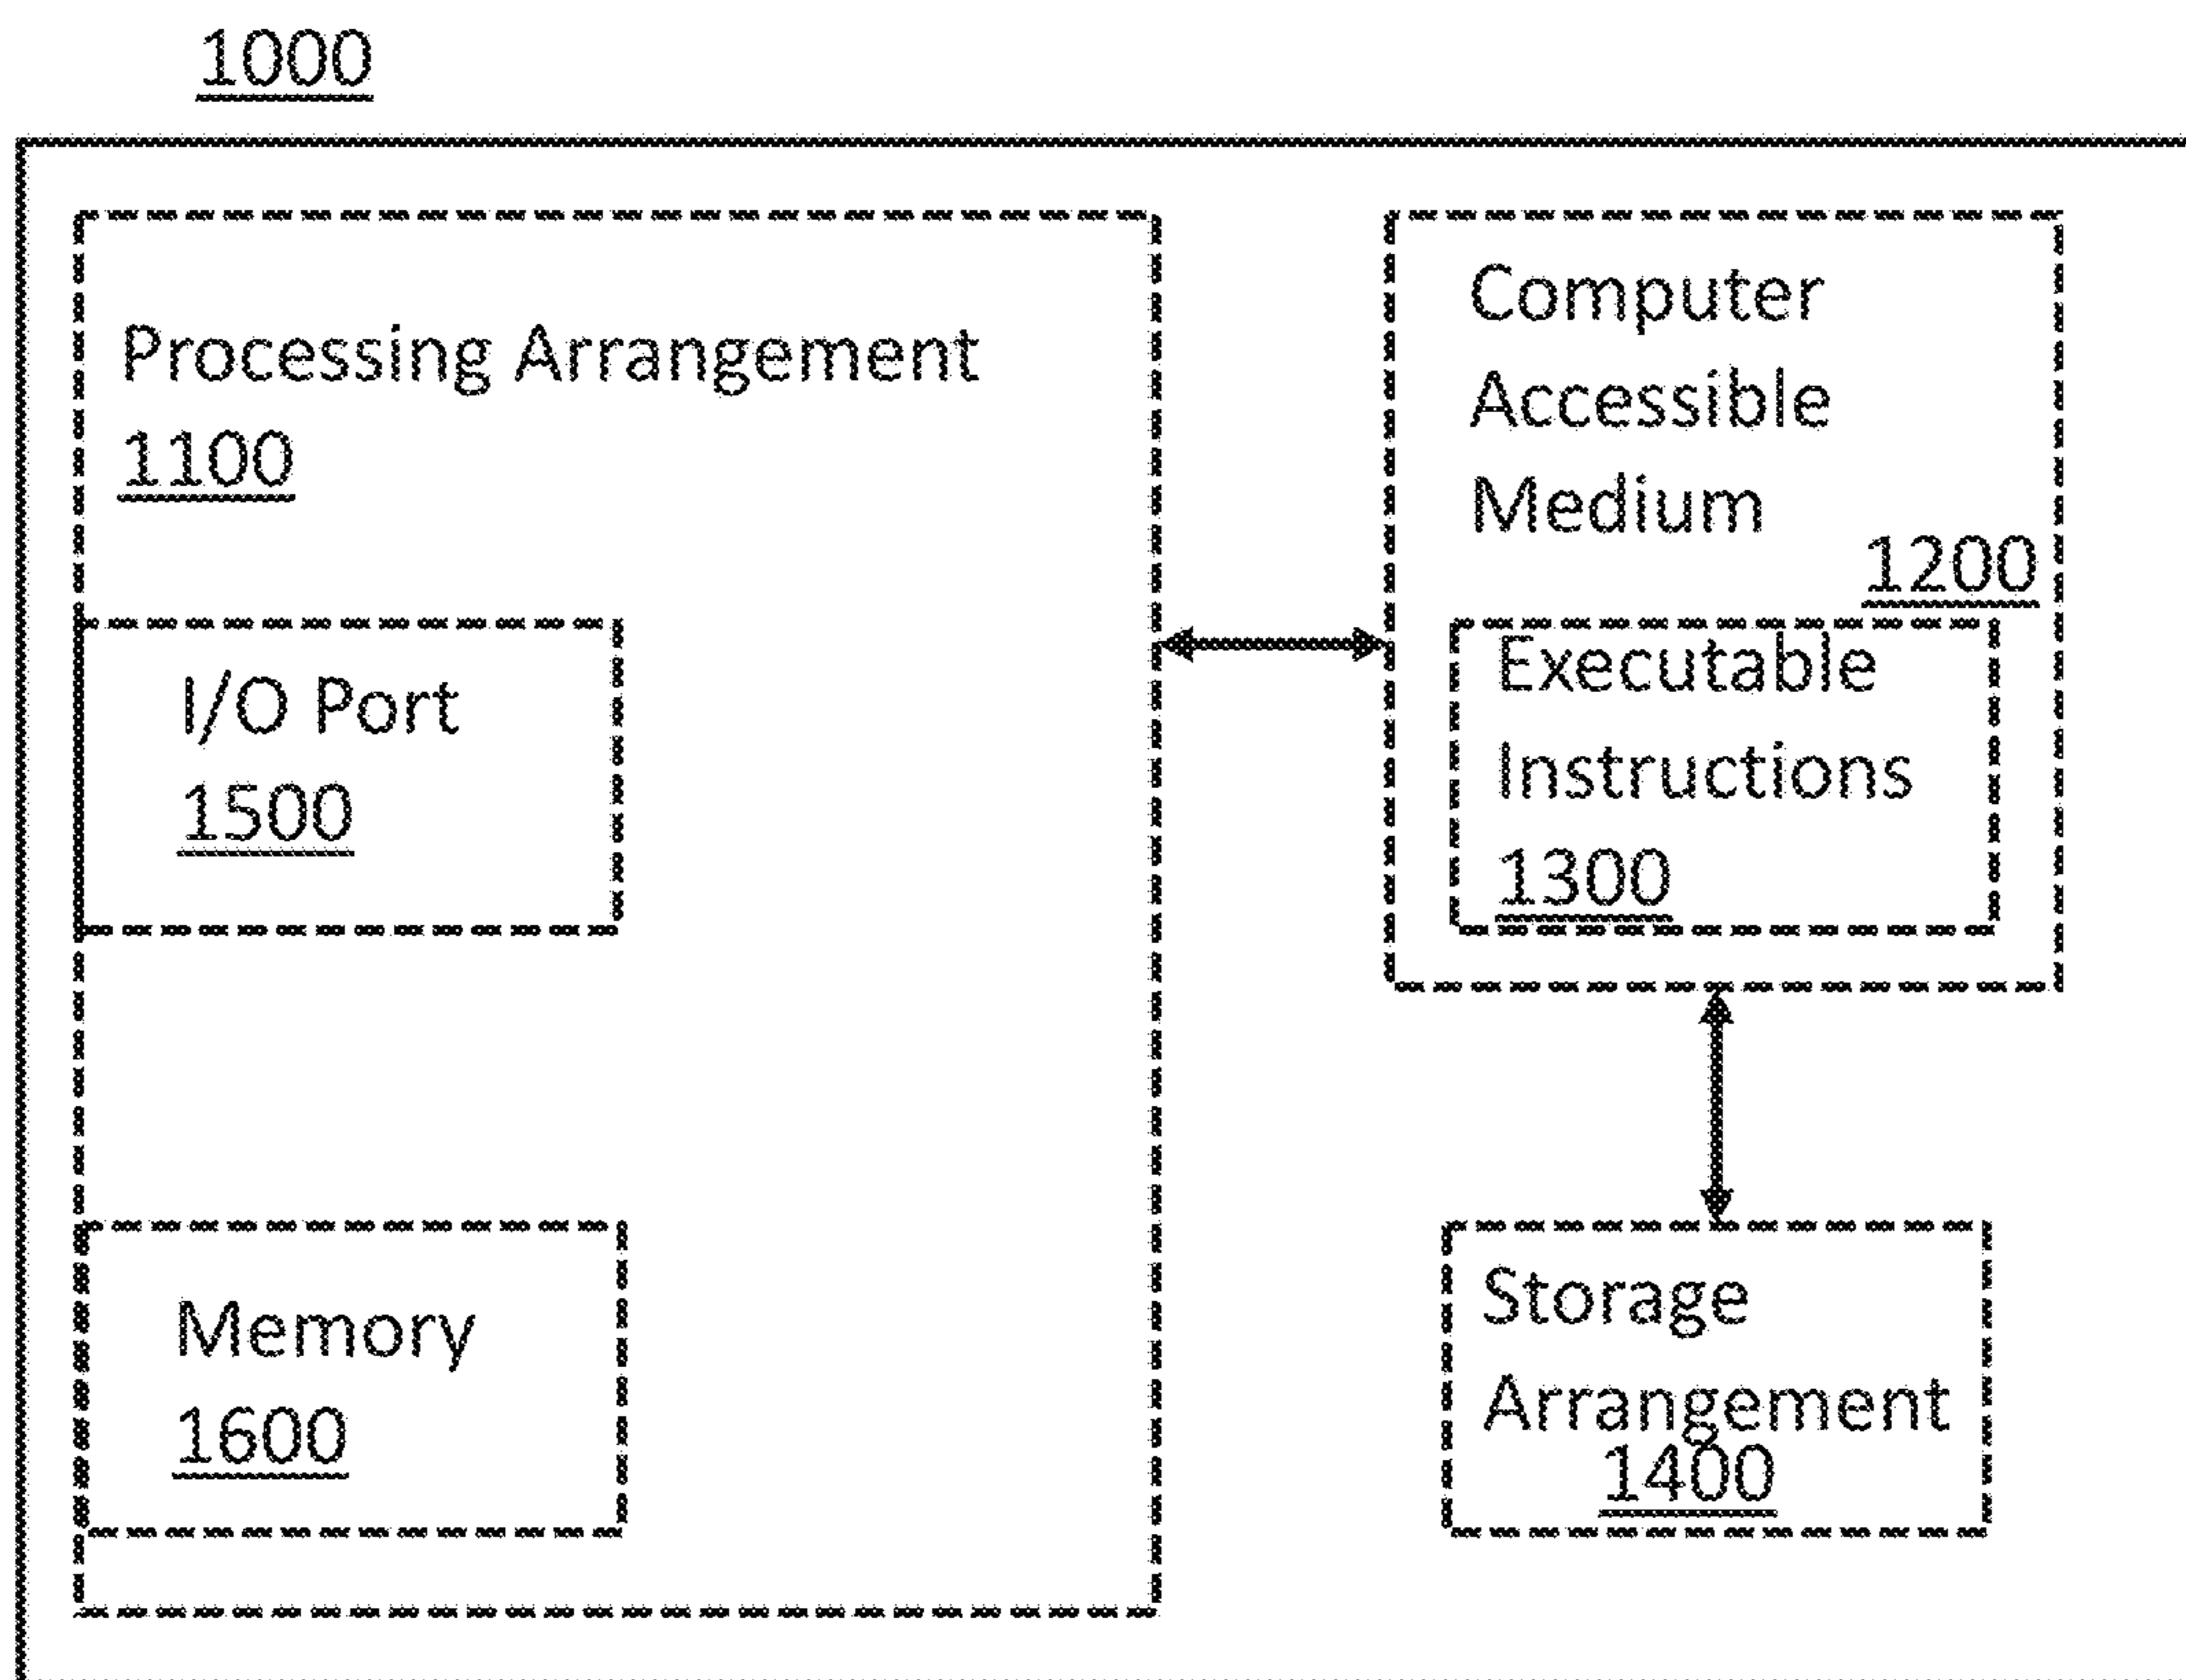 1000
Processing Arrangement
1100
I/O Port
1500
Memory
1600
Computer
Accessible
Medium
1200
Executable
Instructions
1300
Storage
Arrangement
1400